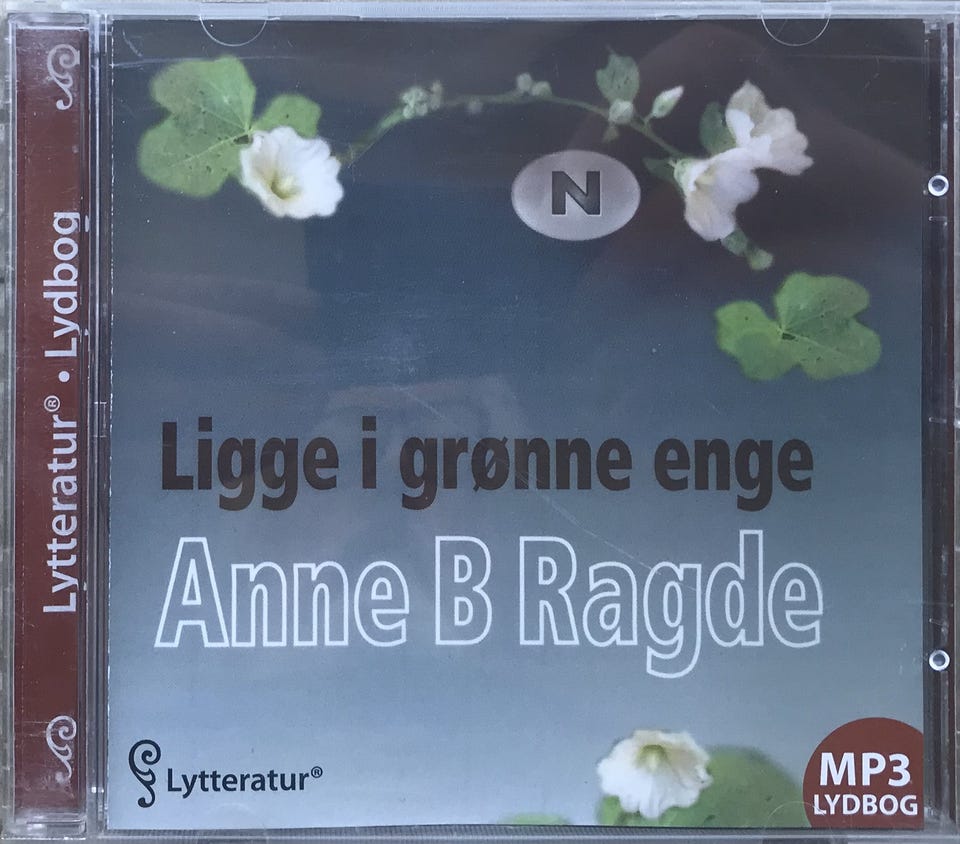 Lytteratur® • Lydbog
N
Ligge i grønne enge
Anne B Ragde
Lytteratur®
MP3
LYDBOG